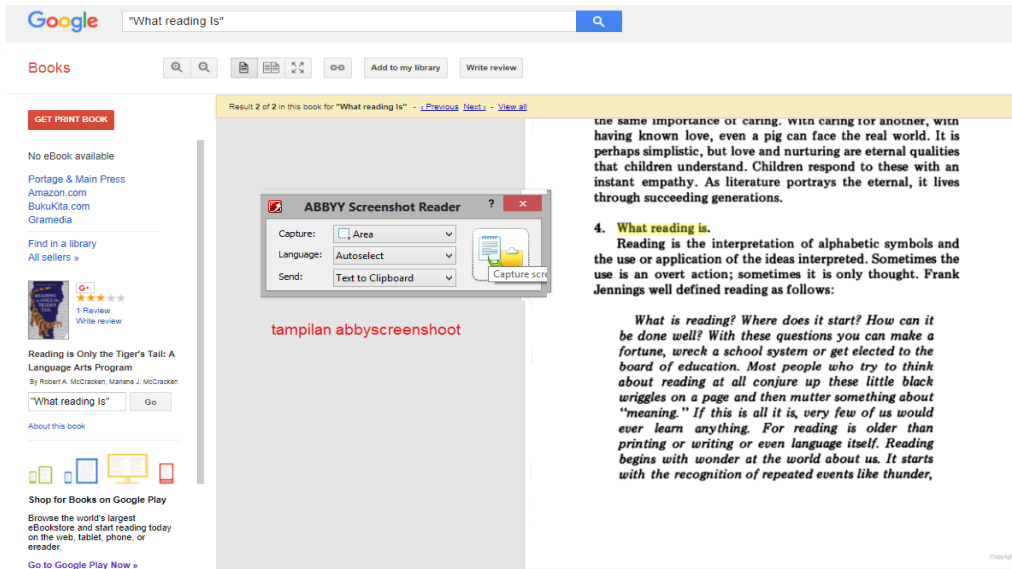 Google
"What reading Is"
Books
Add to my library
Write review
Result 2 of 2 in this book for "What reading Is" - ‹ Previous Next › - View all
GET PRINT BOOK
No eBook available
Portage & Main Press
Amazon.com
BukuKita.com
Gramedia
Find in a library
All sellers »
READING
TIGER'S
TAIL
G+
1 Review
Write review
Reading is Only the Tiger's Tail: A
Language Arts Program
By Robert A. McCracken, Marlene J. McCracken
"What reading Is"
Go
About this book
Shop for Books on Google Play
Browse the world's largest
eBookstore and start reading today
on the web, tablet, phone, or
ereader.
Go to Google Play Now »
ABBYY Screenshot Reader
?
Capture:
Area
Language:
Autoselect
Send:
Text to Clipboard
Capture scre
tampilan abbyscreenshoot
the same importance of caring. With caring for another, with
having known love, even a pig can face the real world. It is
perhaps simplistic, but love and nurturing are eternal qualities
that children understand. Children respond to these with an
instant empathy. As literature portrays the eternal, it lives
through succeeding generations.
4. What reading is.
Reading is the interpretation of alphabetic symbols and
the use or application of the ideas interpreted. Sometimes the
use is an overt action; sometimes it is only thought. Frank
Jennings well defined reading as follows:
What is reading? Where does it start? How can it
be done well? With these questions you can make a
fortune, wreck a school system or get elected to the
board of education. Most people who try to think
about reading at all conjure up these little black
wriggles on a page and then mutter something about
"meaning." If this is all it is, very few of us would
ever learn anything. For reading is older than
printing or writing or even language itself. Reading
begins with wonder at the world about us. It starts
with the recognition of repeated events like thunder,
Copyrigh